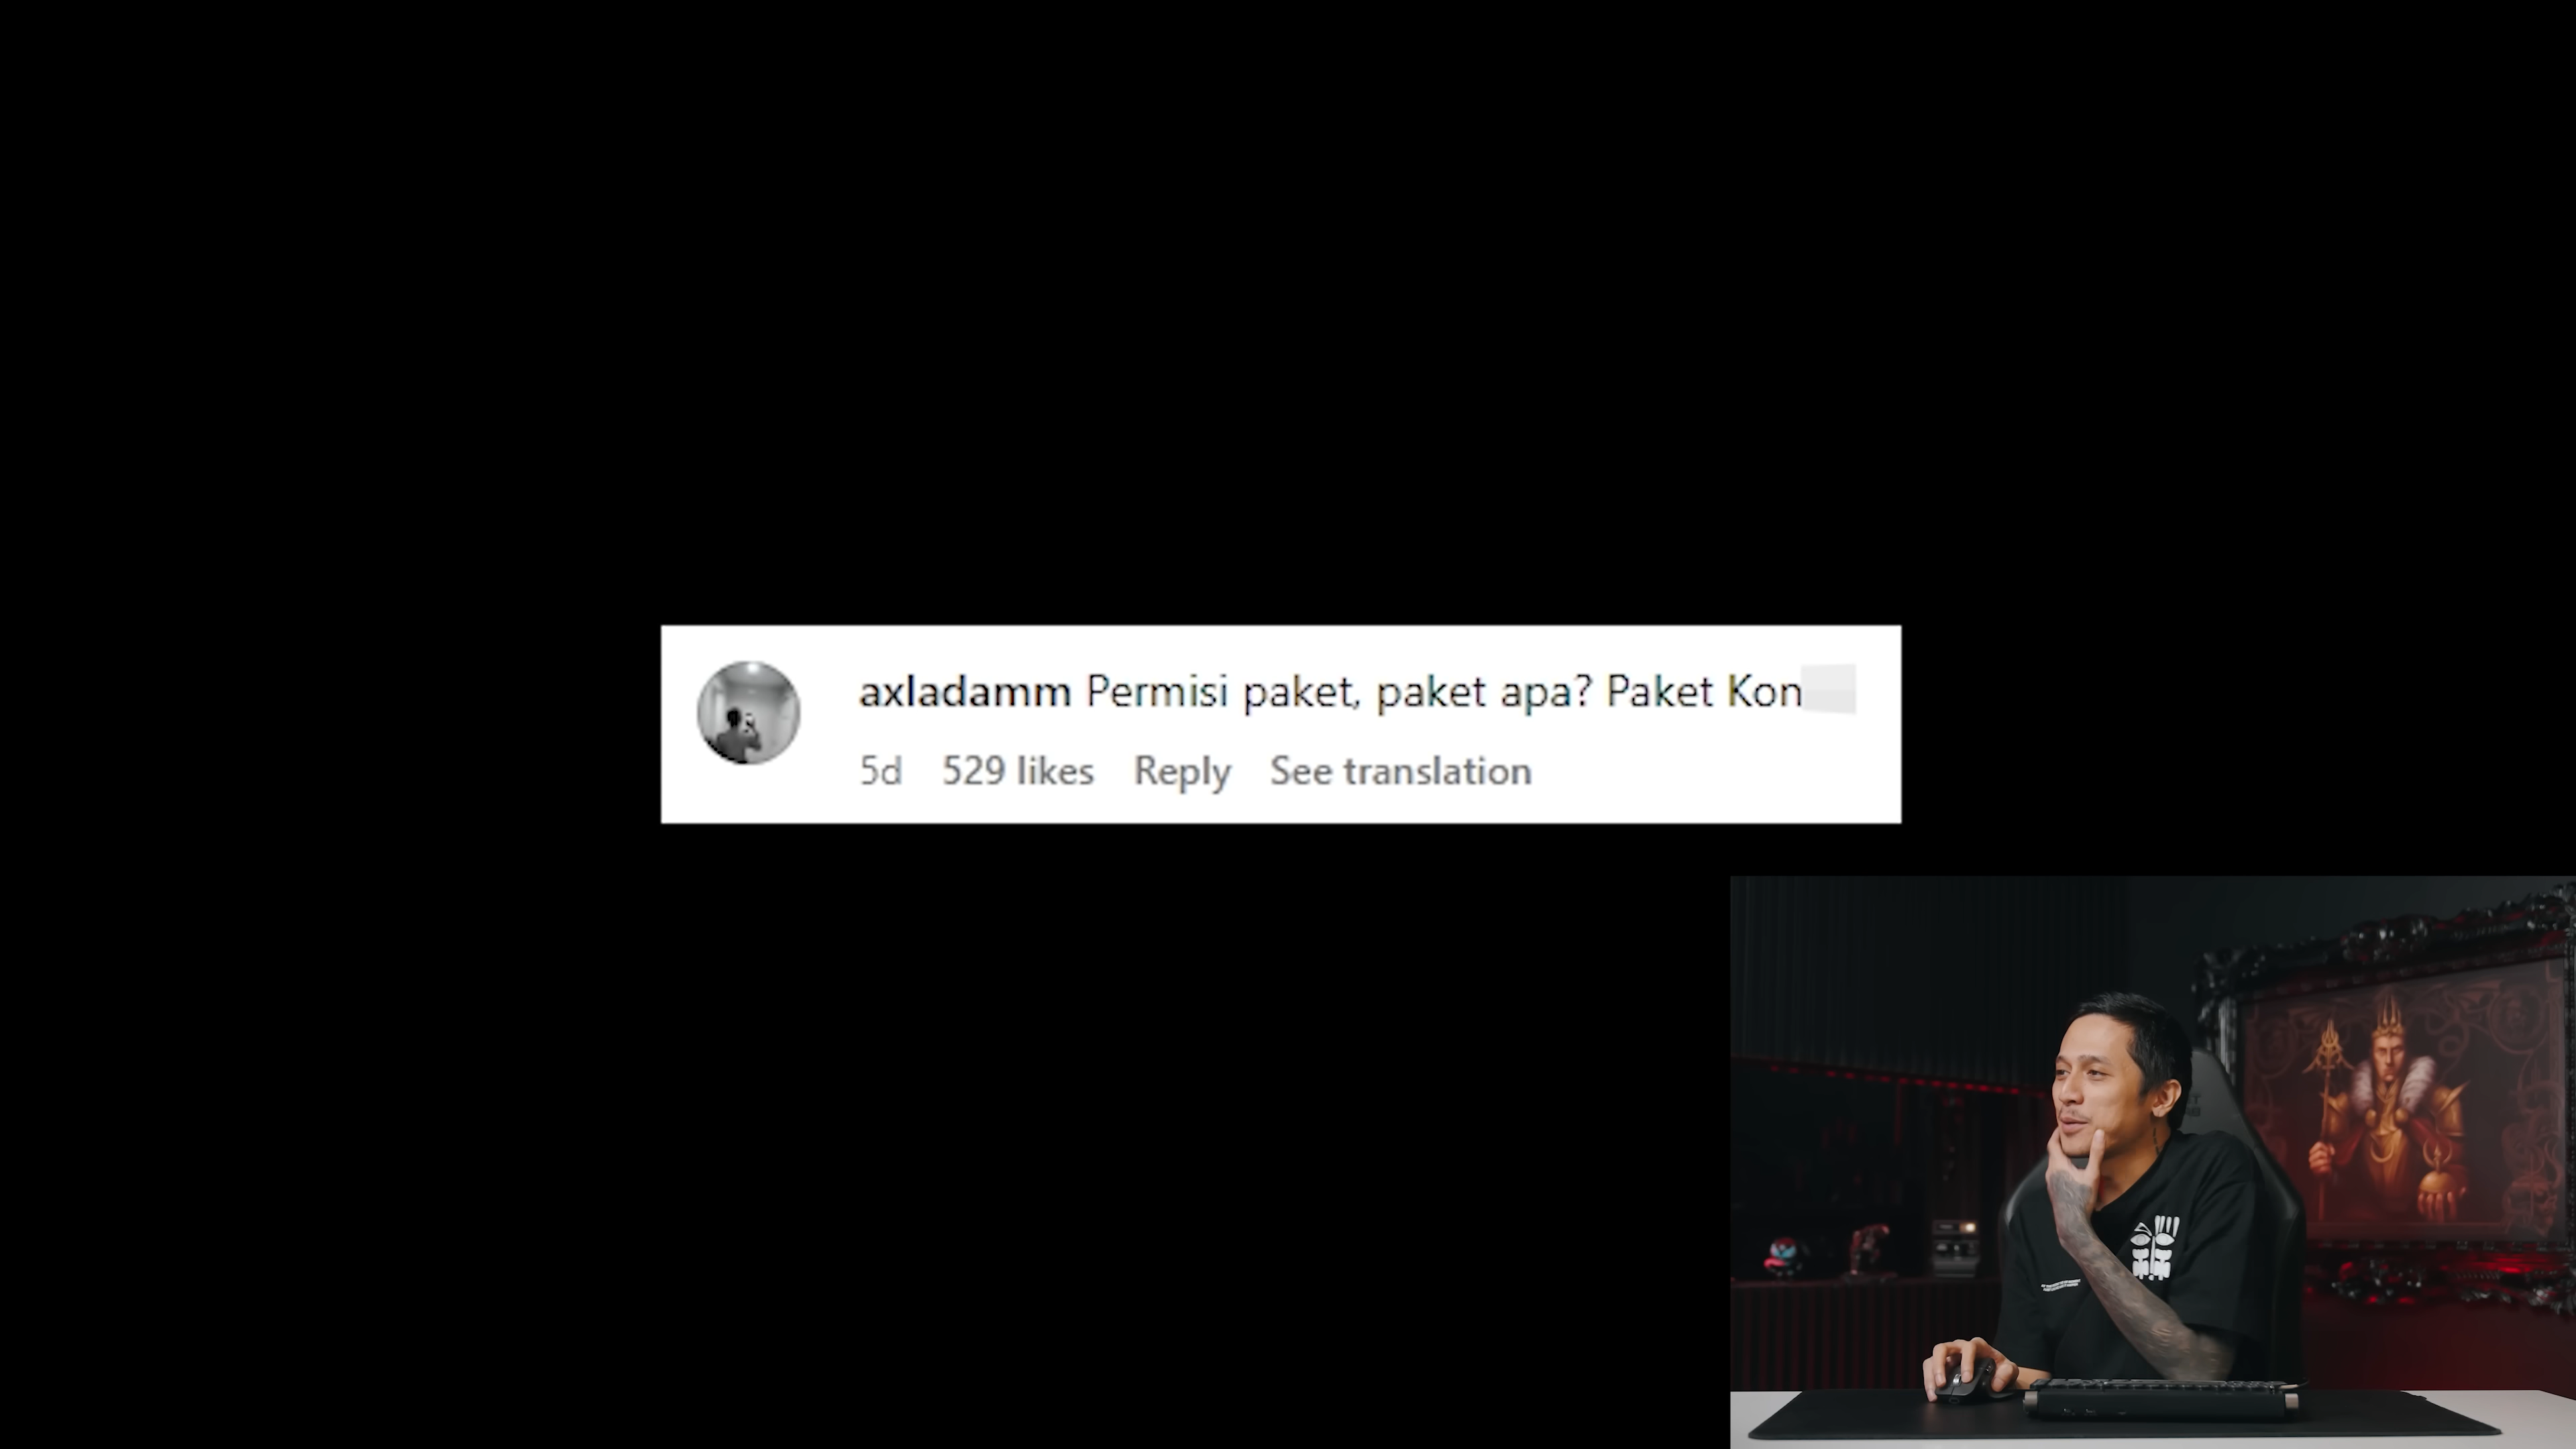 axladamm Permisi paket, paket apa? Paket Kon
5d 529 likes Reply See translation